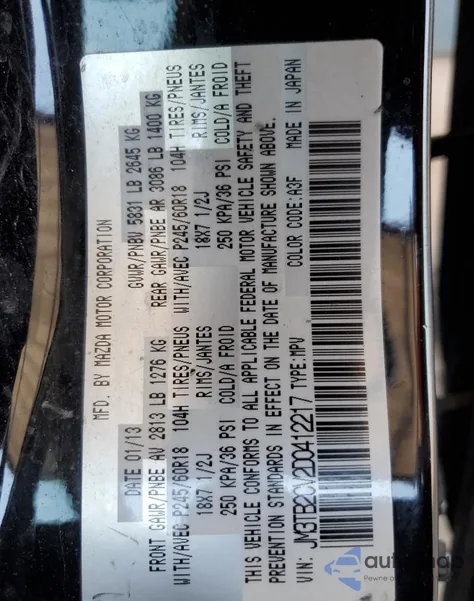 MFD. BY MAZDA MOTOR CORPORATION
DATE 01/13 GVWR/PNBV 5831 LB 2645 KG
FRONT GAWR/PNBE AV 2813 LB 1276 KG REAR GAWR/PNBE AR 3086 LB 1400 KG
WITH/AVEC P245/60R18 104H TIRES/PNEUS WITH/AVEC P245/60R18 104H TIRES/PNEUS
18X7 1/2J RIMS/JANTES 18X7 1/2J RIMS/JANTES
250 KPA/36 PSI COLD/A FROID 250 KPA/36 PSI COLD/A FROID
THIS VEHICLE CONFORMS TO ALL APPLICABLE FEDERAL MOTOR VEHICLE SAFETY AND THEFT
PREVENTION STANDARDS IN EFFECT ON THE DATE OF MANUFACTURE SHOWN ABOVE.
VIN: JM3TB2CV2D0412217 TYPE:MPV COLOR CODE:A3F MADE IN JAPAN